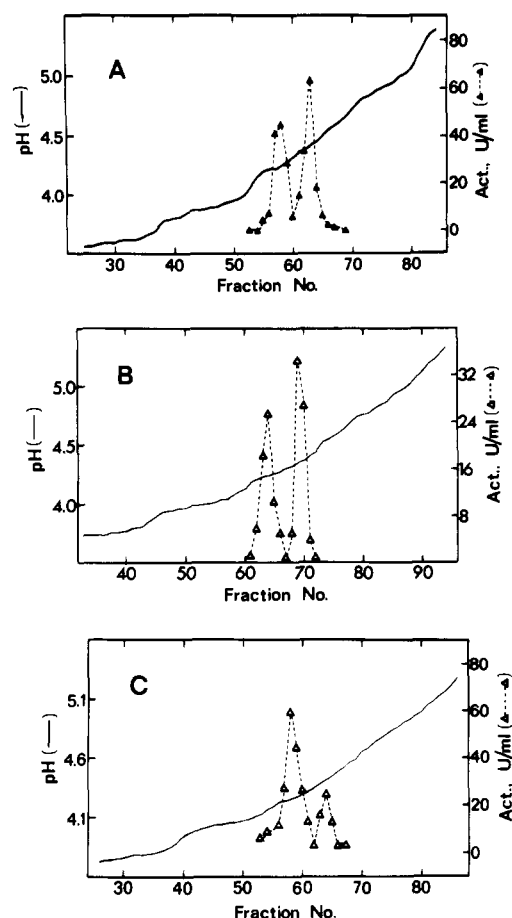 A
pH (—)
5.0
4.5
4.0
80
60
40
20
0
Act., U/ml (▲---▲)
30 40 50 60 70 80
Fraction No.
B
pH (—)
5.0
4.5
4.0
32
24
16
8
Act., U/ml (△---△)
40 50 60 70 80 90
Fraction No.
C
pH (—)
5.1
4.6
4.1
80
60
40
20
0
Act., U/ml (△---△)
30 40 50 60 70 80
Fraction No.